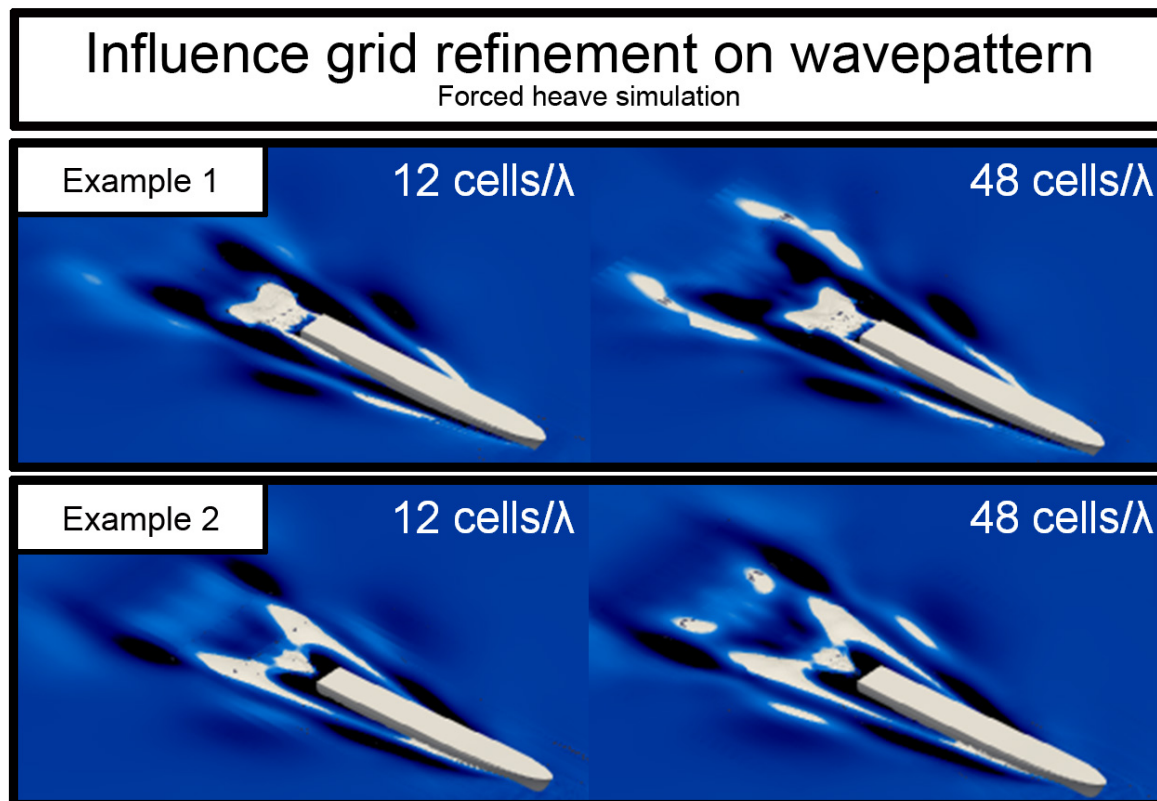 Influence grid refinement on wavepattern
Forced heave simulation
Example 1
12 cells/λ
48 cells/λ
Example 2
12 cells/λ
48 cells/λ